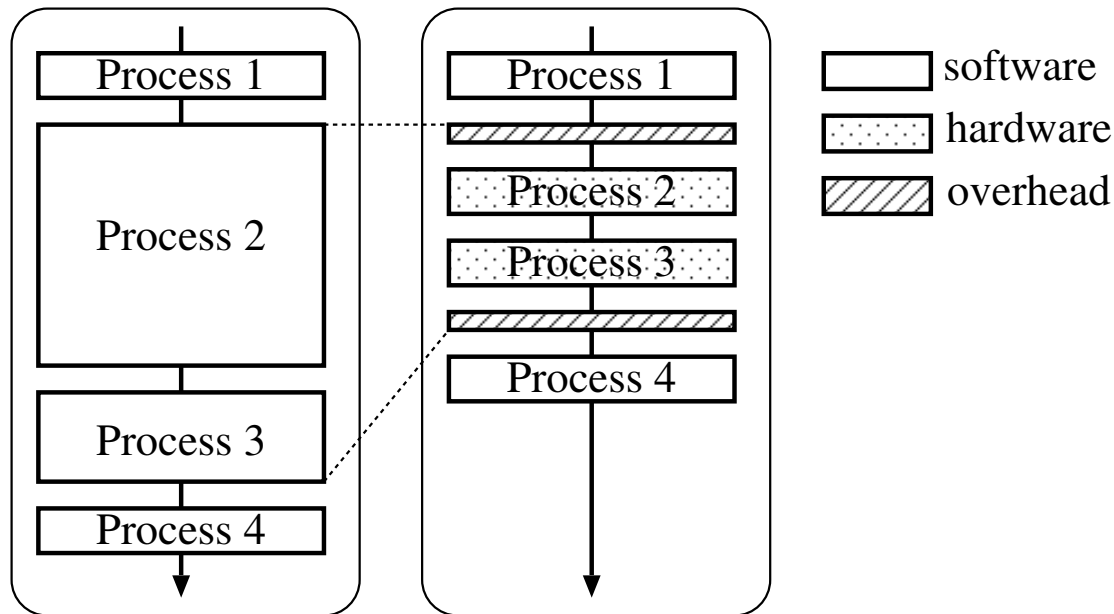 Process 1
Process 2
Process 3
Process 4
Process 1
Process 2
Process 3
Process 4
software
hardware
overhead